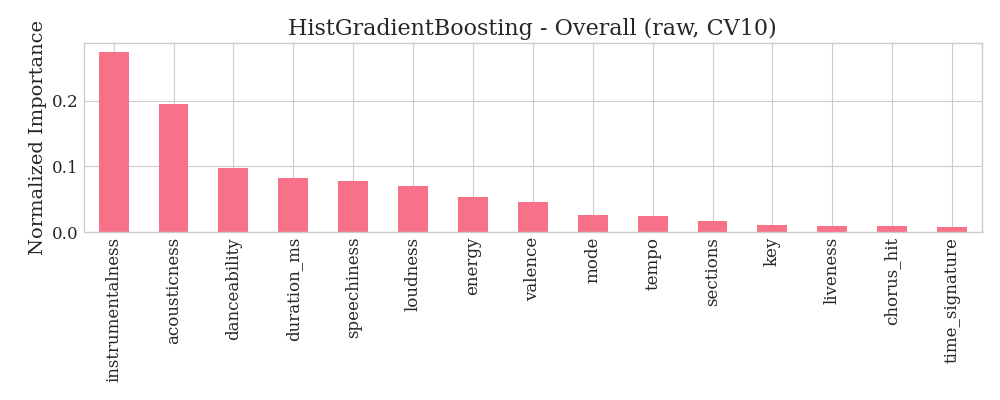 HistGradientBoosting - Overall (raw, CV10)
Normalized Importance
0.2
0.1
0.0
instrumentalness
acousticness
danceability
duration_ms
speechiness
loudness
energy
valence
mode
tempo
sections
key
liveness
chorus_hit
time_signature